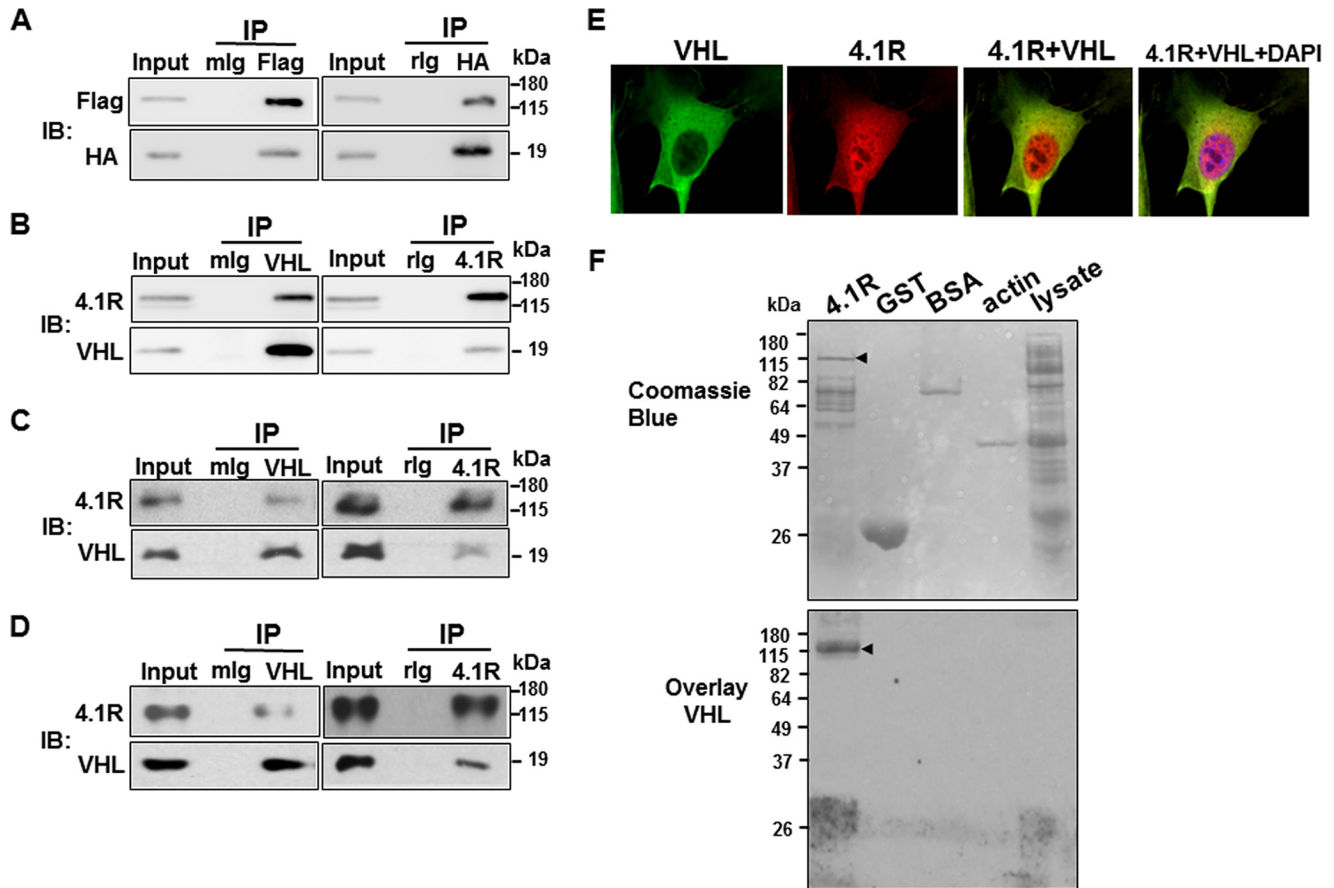 A
IP
IP
Input mIg Flag Input rIg HA kDa
Flag
180
115
IB:
HA
19
B
IP
IP
Input mIg VHL Input rIg 4.1R kDa
4.1R
180
115
IB:
VHL
19
C
IP
IP
Input mIg VHL Input rIg 4.1R kDa
4.1R
180
115
IB:
VHL
19
D
IP
IP
Input mIg VHL Input rIg 4.1R kDa
4.1R
180
115
IB:
VHL
19
E
VHL 4.1R 4.1R+VHL 4.1R+VHL+DAPI
F
kDa 4.1R GST BSA actin lysate
Coomassie
Blue
180
115
82
64
49
37
26
Overlay
VHL
180
115
82
64
49
37
26